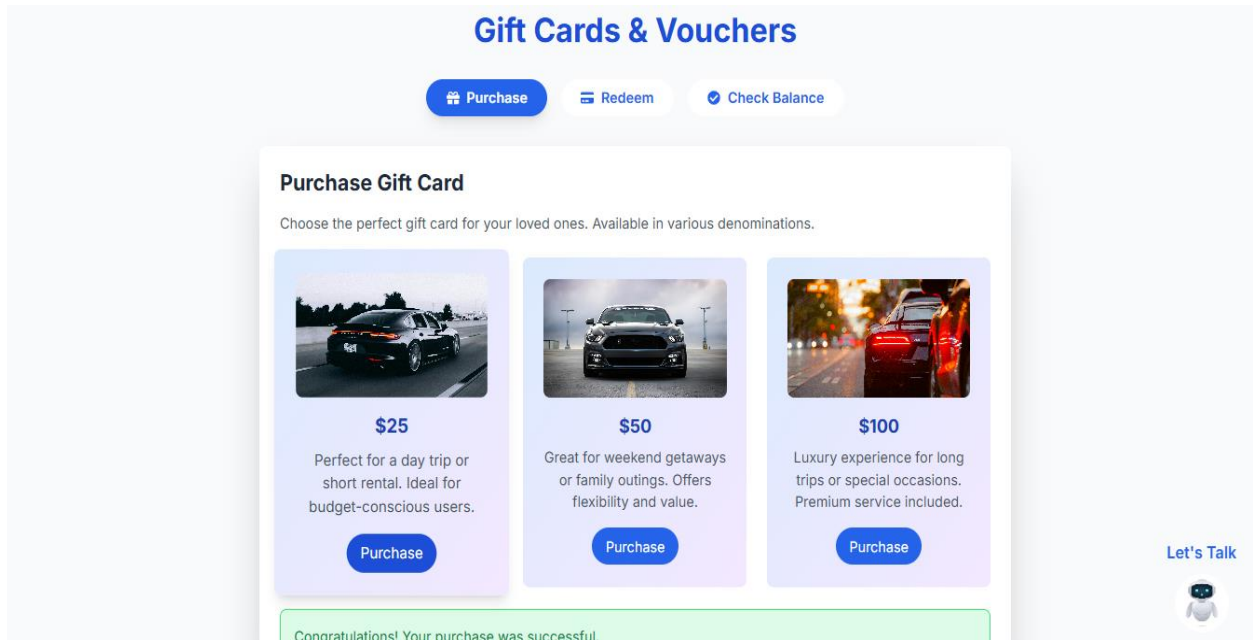 Gift Cards & Vouchers
Purchase
Redeem
Check Balance
Purchase Gift Card
Choose the perfect gift card for your loved ones. Available in various denominations.
$25
Perfect for a day trip or
short rental. Ideal for
budget-conscious users.
Purchase
$50
Great for weekend getaways
or family outings. Offers
flexibility and value.
Purchase
$100
Luxury experience for long
trips or special occasions.
Premium service included.
Purchase
Let's Talk
Congratulations! Your purchase was successful.